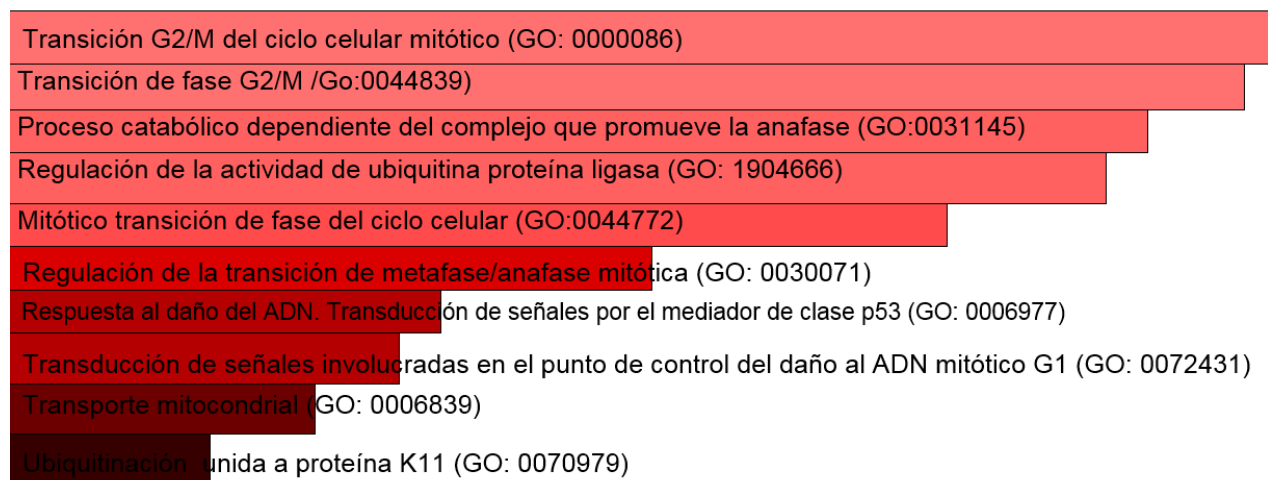 Transición G2/M del ciclo celular mitótico (GO: 0000086)
Transición de fase G2/M /Go:0044839)
Proceso catabólico dependiente del complejo que promueve la anafase (GO:0031145)
Regulación de la actividad de ubiquitina proteína ligasa (GO: 1904666)
Mitótico transición de fase del ciclo celular (GO:0044772)
Regulación de la transición de metafase/anafase mitótica (GO: 0030071)
Respuesta al daño del ADN. Transducción de señales por el mediador de clase p53 (GO: 0006977)
Transducción de señales involucradas en el punto de control del daño al ADN mitótico G1 (GO: 0072431)
Transporte mitocondrial (GO: 0006839)
Ubiquitinación unida a proteína K11 (GO: 0070979)